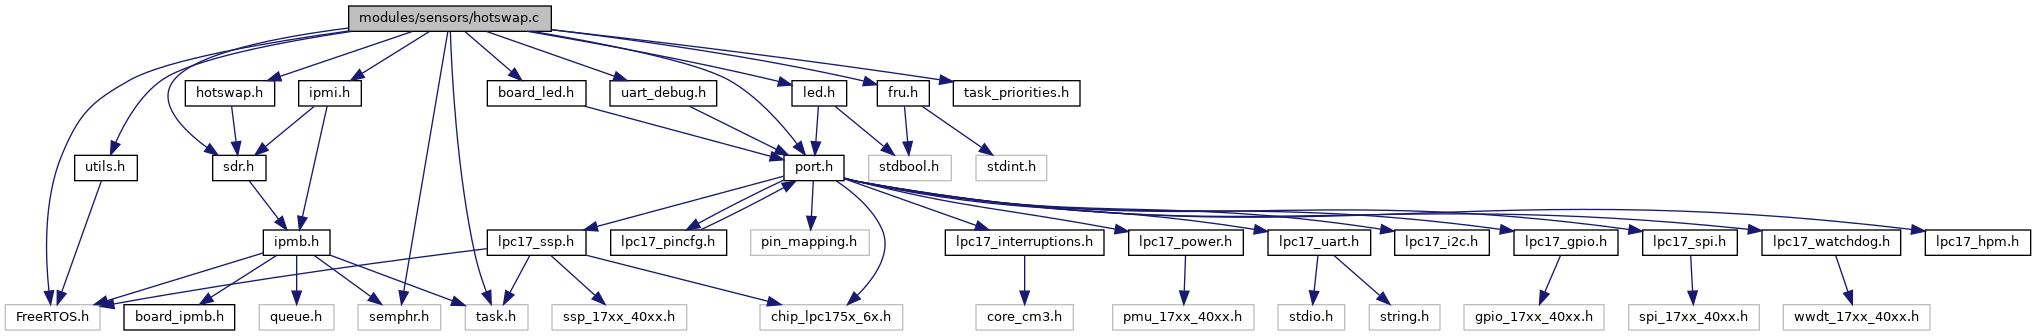 modules/sensors/hotswap.c
hotswap.h
ipmi.h
board_led.h
uart_debug.h
led.h
fru.h
task_priorities.h
utils.h
sdr.h
port.h
stdbool.h
stdint.h
ipmb.h
lpc17_ssp.h
lpc17_pincfg.h
pin_mapping.h
lpc17_interruptions.h
lpc17_power.h
lpc17_uart.h
lpc17_i2c.h
lpc17_gpio.h
lpc17_spi.h
lpc17_watchdog.h
lpc17_hpm.h
FreeRTOS.h
board_ipmb.h
queue.h
semphr.h
task.h
ssp_17xx_40xx.h
chip_lpc175x_6x.h
core_cm3.h
pmu_17xx_40xx.h
stdio.h
string.h
gpio_17xx_40xx.h
spi_17xx_40xx.h
wwdt_17xx_40xx.h